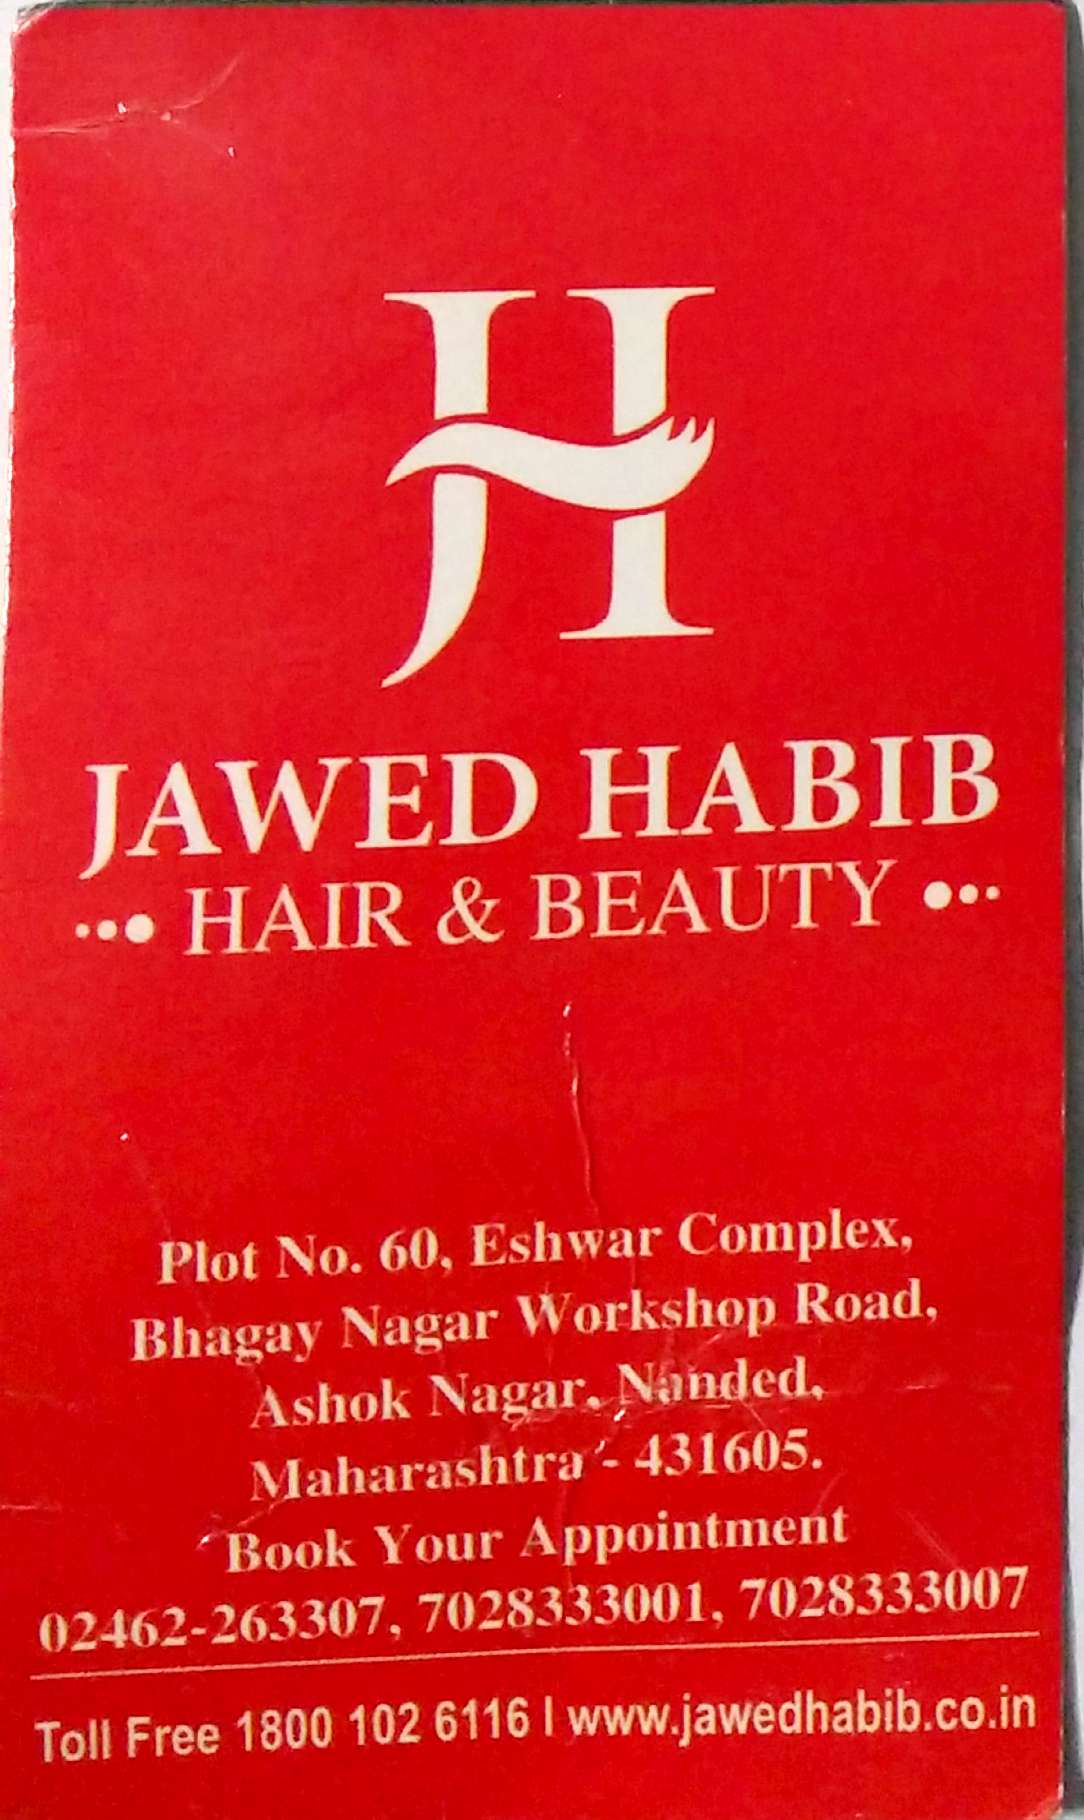 JH
JAWED HABIB
HAIR & BEAUTY
Plot No. 60, Eshwar Complex,
Bhagay Nagar Workshop Road,
Ashok Nagar, Nanded,
Maharashtra - 431605.
Book Your Appointment
02462-263307, 7028333001, 7028333007
Toll Free 1800 102 6116 | www.jawedhabib.co.in